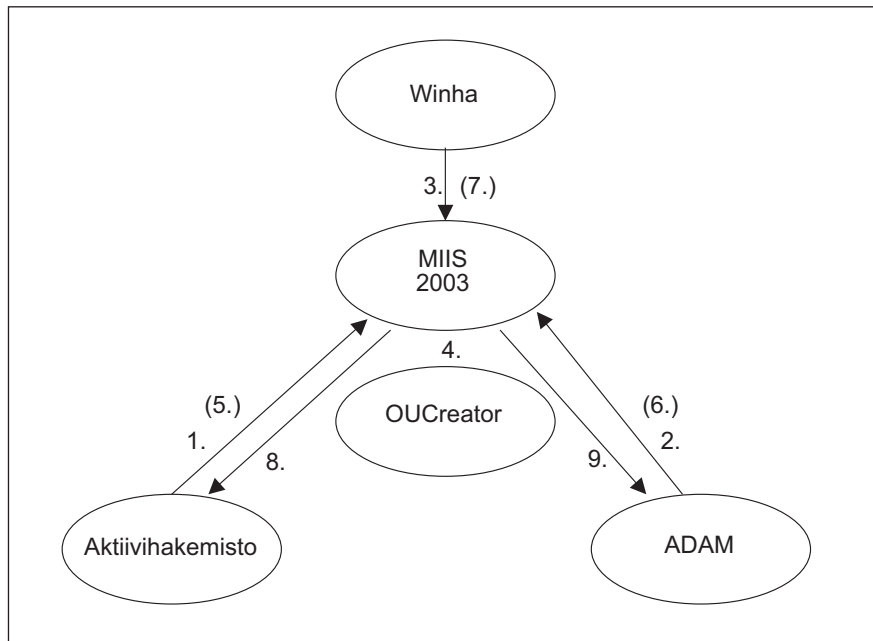 Winha
3. (7.)
MIIS
2003
4.
(5.)
OUCreator
(6.)
1.
2.
8.
9.
Aktiivihakemisto
ADAM